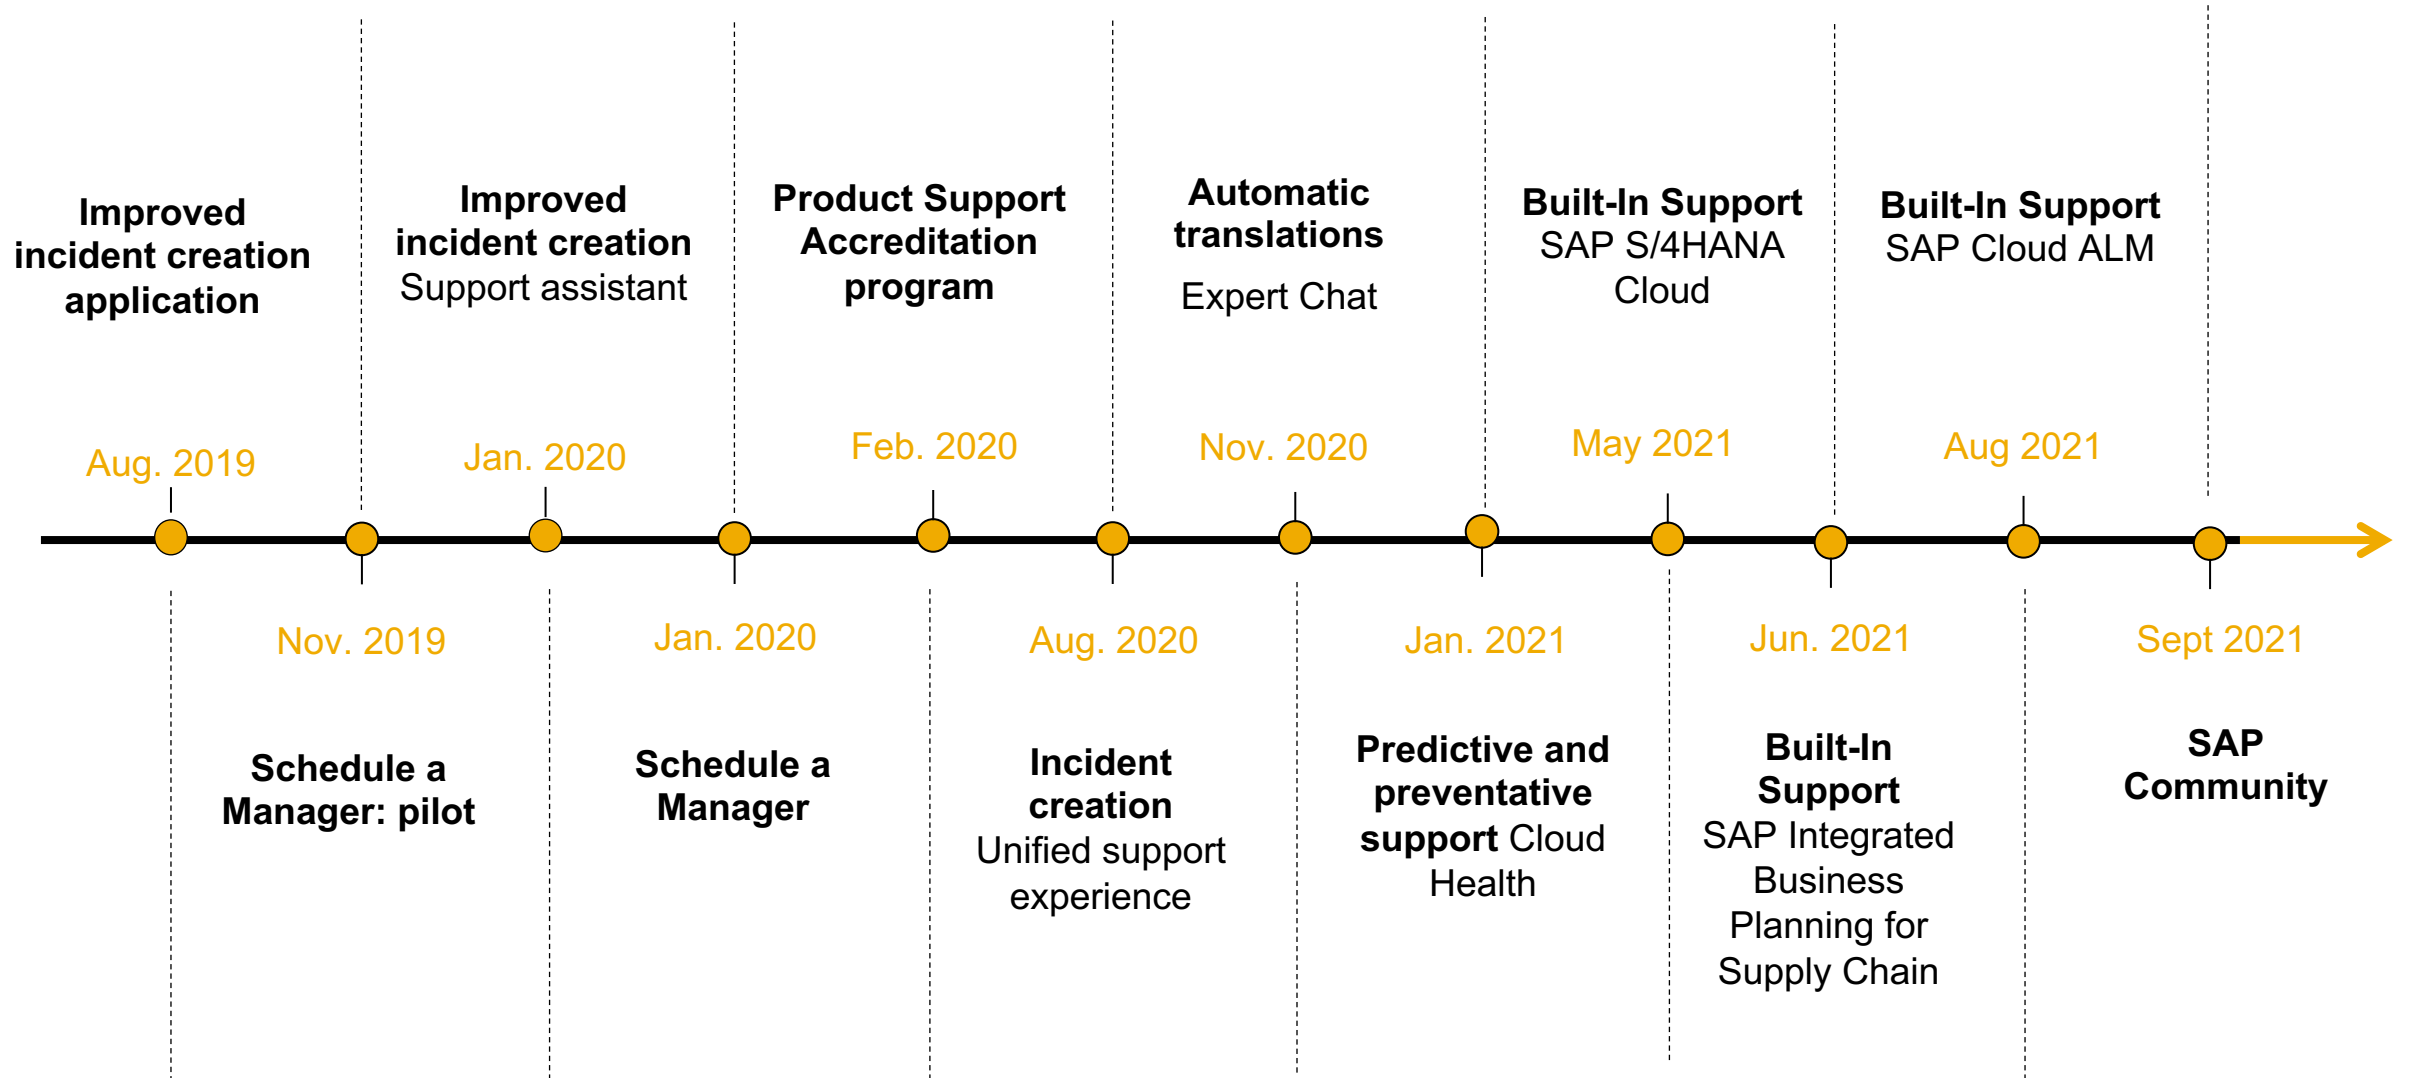 Improved
incident creation
application
Aug. 2019
Improved
incident creation
Support assistant
Jan. 2020
Product Support
Accreditation
program
Feb. 2020
Automatic
translations
Expert Chat
Nov. 2020
Built-In Support
SAP S/4HANA
Cloud
May 2021
Built-In Support
SAP Cloud ALM
Aug 2021
Nov. 2019
Schedule a
Manager: pilot
Jan. 2020
Schedule a
Manager
Aug. 2020
Incident
creation
Unified support
experience
Jan. 2021
Predictive and
preventative
support Cloud
Health
Jun. 2021
Built-In
Support
SAP Integrated
Business
Planning for
Supply Chain
Sept 2021
SAP
Community